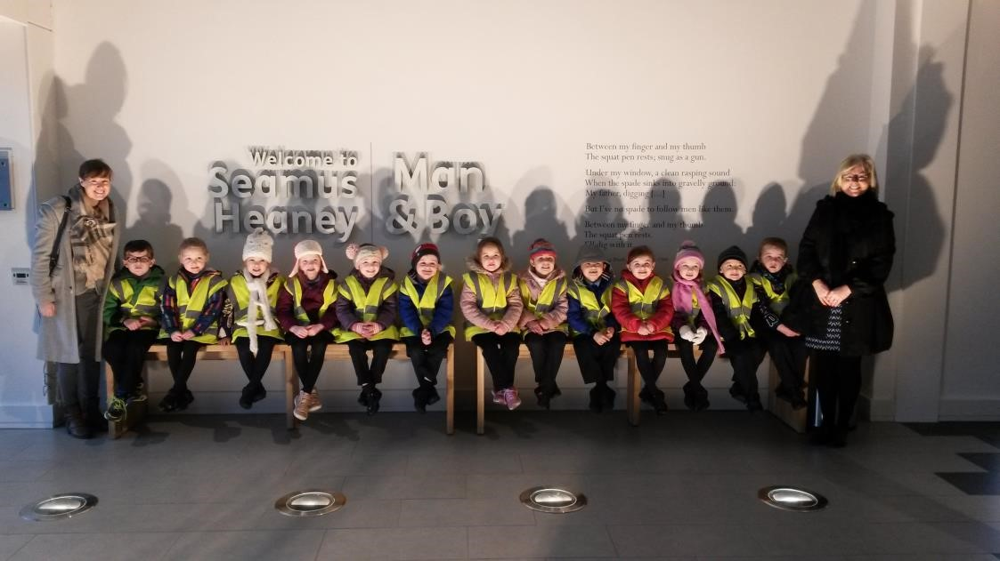 Welcome to
Seamus
Heaney
Man
& Boy
Between my finger and my thumb
The squat pen rests; snug as a gun.
Under my window, a clean rasping sound
When the spade sinks into gravelly ground:
My father, digging [...]
But I've no spade to follow men like them.
Between my finger and my thumb
The squat pen rests.
I'll dig with it.